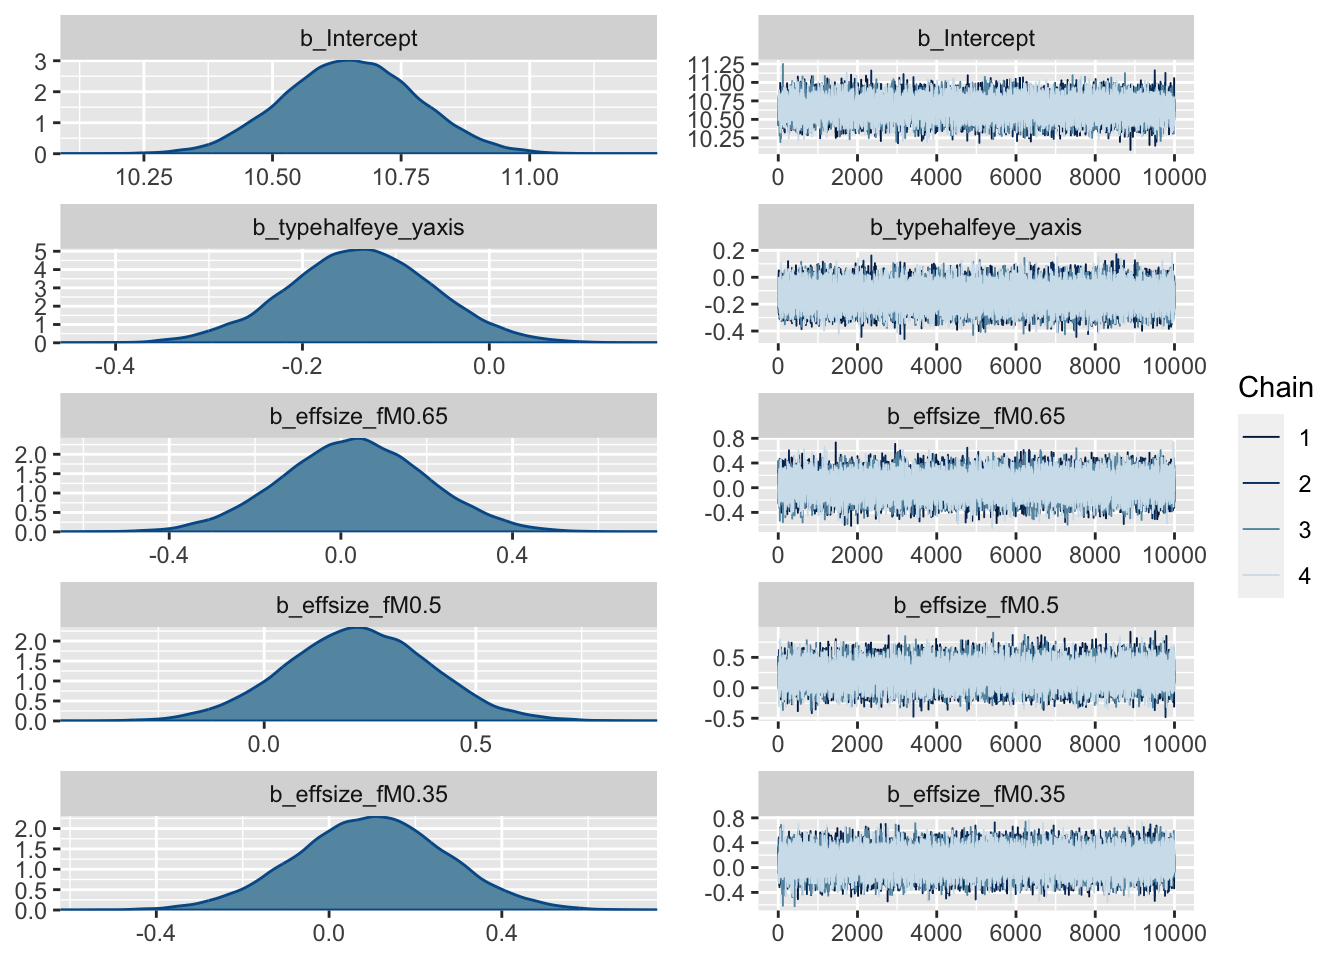 b_Intercept
3
2
1
0
10.25 10.50 10.75 11.00
b_Intercept
11.25
11.00
10.75
10.50
10.25
0 2000 4000 6000 8000 10000
b_typehalfeye_yaxis
5
4
3
2
1
0
-0.4 -0.2 0.0
b_typehalfeye_yaxis
0.2
0.0
-0.2
-0.4
0 2000 4000 6000 8000 10000
b_effsize_fM0.65
2.0
1.5
1.0
0.5
0.0
-0.4 0.0 0.4
b_effsize_fM0.65
0.8
0.4
0.0
-0.4
0 2000 4000 6000 8000 10000
b_effsize_fM0.5
2.0
1.5
1.0
0.5
0.0
0.0 0.5
b_effsize_fM0.5
0.5
0.0
-0.5
0 2000 4000 6000 8000 10000
b_effsize_fM0.35
2.0
1.5
1.0
0.5
0.0
-0.4 0.0 0.4
b_effsize_fM0.35
0.8
0.4
0.0
-0.4
0 2000 4000 6000 8000 10000
Chain
1
2
3
4